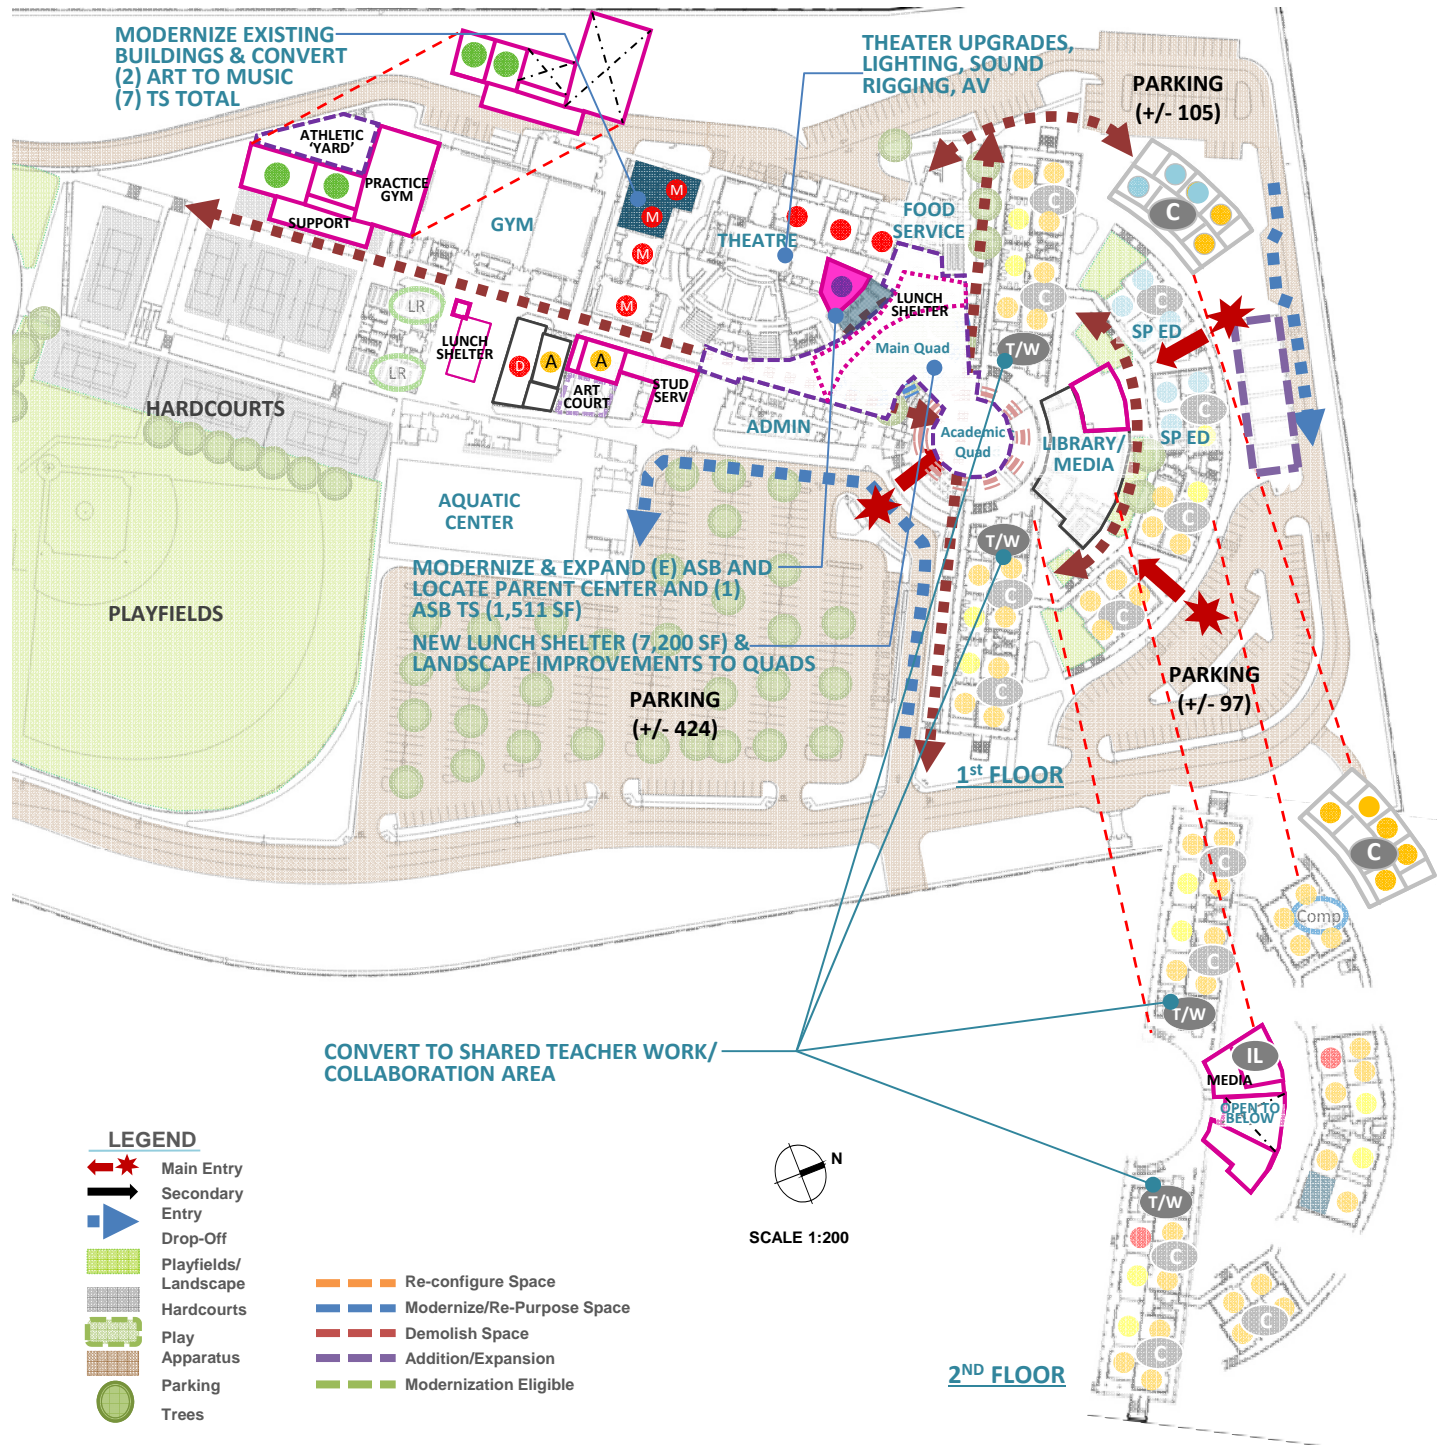 MODERNIZE EXISTING
BUILDINGS & CONVERT
(2) ART TO MUSIC
(7) TS TOTAL
THEATER UPGRADES,
LIGHTING, SOUND
RIGGING, AV
PARKING
(+/- 105)
ATHLETIC
'YARD'
PRACTICE
GYM
SUPPORT
GYM
M
M
M
M
THEATRE
FOOD
SERVICE
C
C
C
C
SP ED
LUNCH
SHELTER
Main Quad
T/W
LR
LR
LUNCH
SHELTER
D
A
A
ART
COURT
STUD
SERV
ADMIN
Academic
Quad
LIBRARY/
MEDIA
C
SP ED
C
HARDCOURTS
AQUATIC
CENTER
PLAYFIELDS
T/W
C
C
C
MODERNIZE & EXPAND (E) ASB AND
LOCATE PARENT CENTER AND (1)
ASB TS (1,511 SF)
NEW LUNCH SHELTER (7,200 SF) &
LANDSCAPE IMPROVEMENTS TO QUADS
PARKING
(+/- 424)
PARKING
(+/- 97)
1st FLOOR
C
C
Comp
C
T/W
CONVERT TO SHARED TEACHER WORK/
COLLABORATION AREA
IL
MEDIA
OPEN TO
BELOW
T/W
C
C
C
2ND FLOOR
N
SCALE 1:200
LEGEND
Main Entry
Secondary
Entry
Drop-Off
Playfields/
Landscape
Hardcourts
Play
Apparatus
Parking
Trees
Re-configure Space
Modernize/Re-Purpose Space
Demolish Space
Addition/Expansion
Modernization Eligible